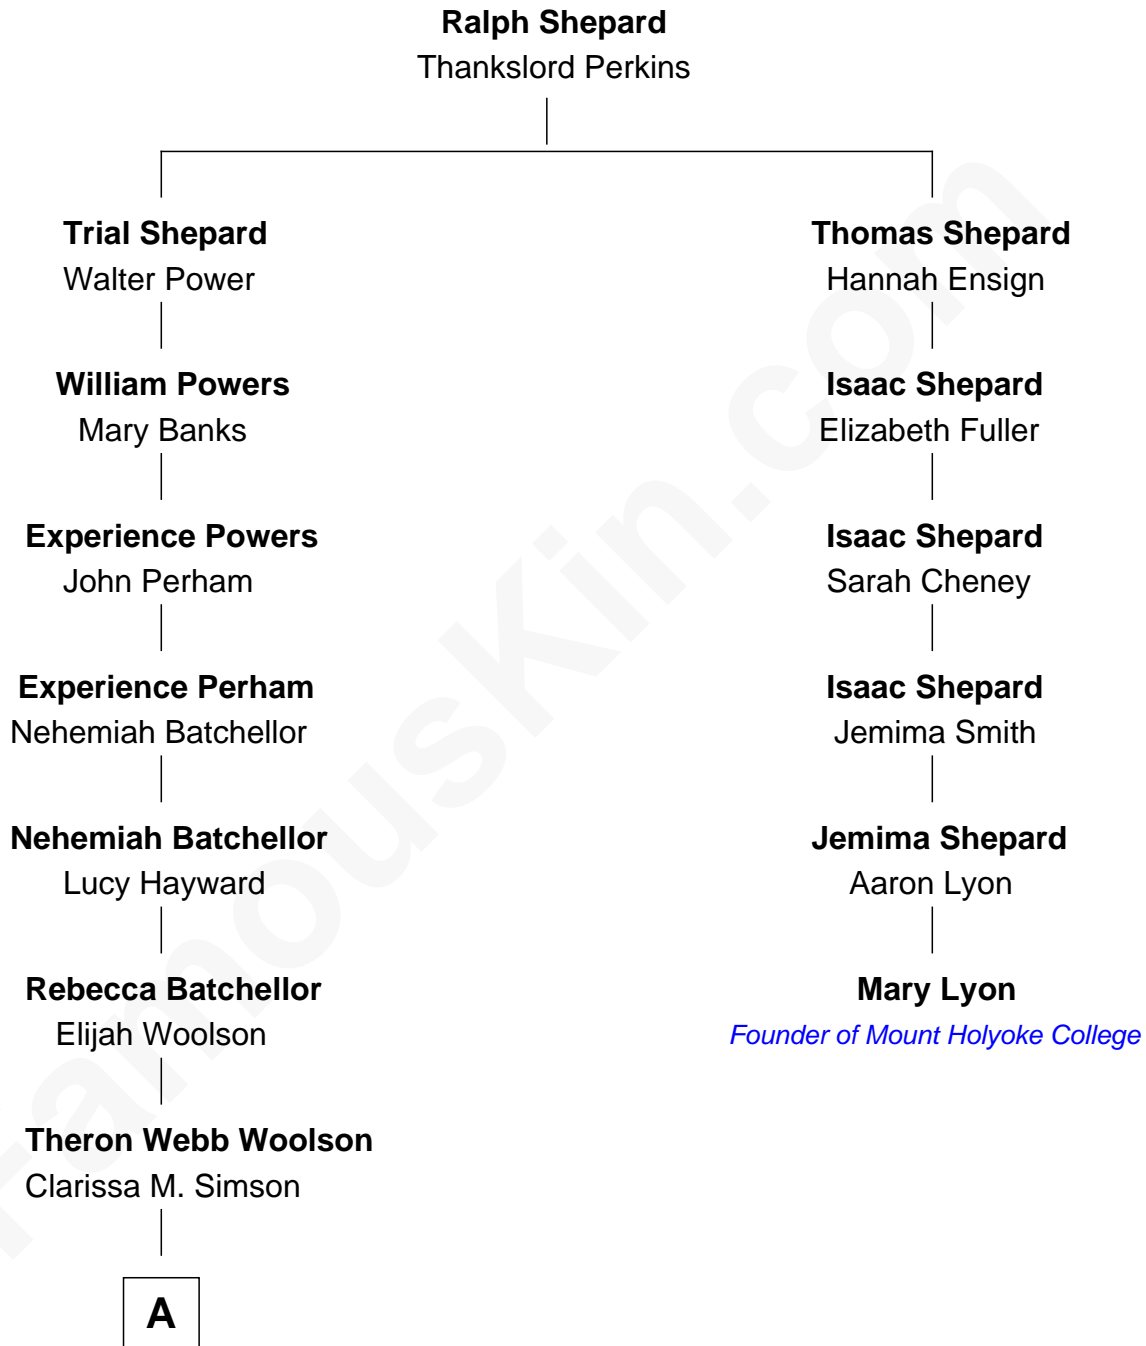 Ralph Shepard
Thankslord Perkins
Trial Shepard
Walter Power
William Powers
Mary Banks
Experience Powers
John Perham
Experience Perham
Nehemiah Batchellor
Nehemiah Batchellor
Lucy Hayward
Rebecca Batchellor
Elijah Woolson
Theron Webb Woolson
Clarissa M. Simson
A
Thomas Shepard
Hannah Ensign
Isaac Shepard
Elizabeth Fuller
Isaac Shepard
Sarah Cheney
Isaac Shepard
Jemima Smith
Jemima Shepard
Aaron Lyon
Mary Lyon
Founder of Mount Holyoke College
FamousKin.com